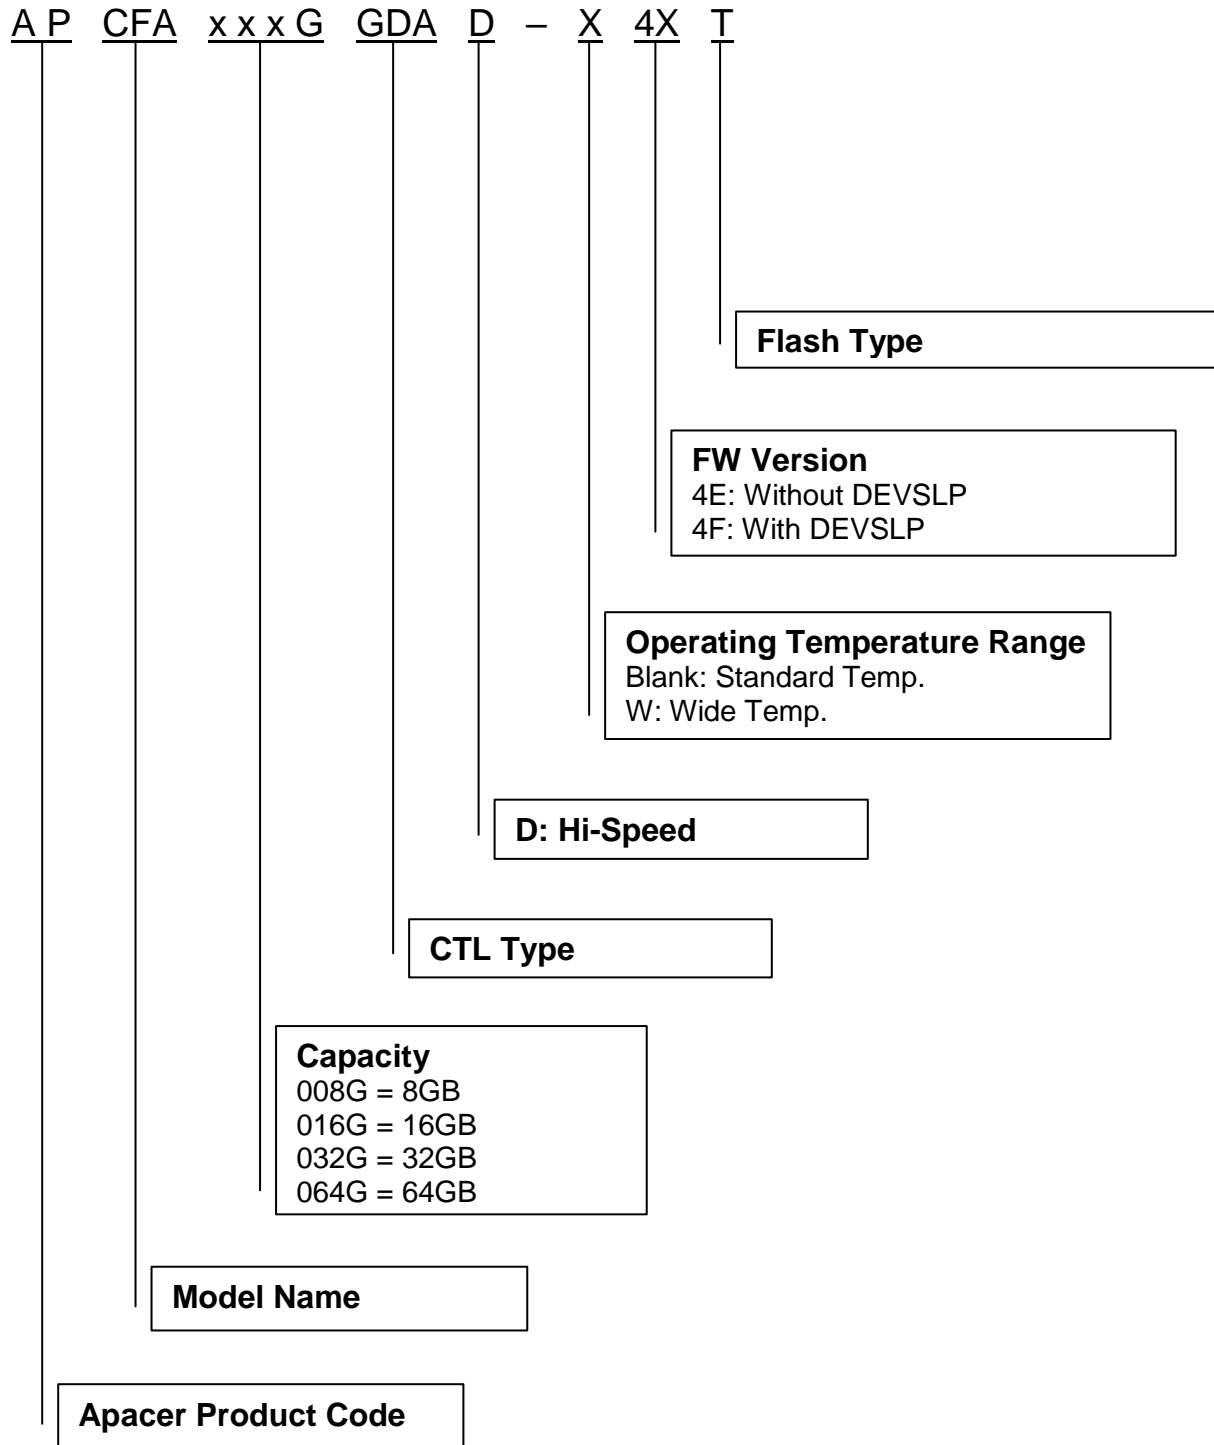 A P CFA x x x G GDA D – X 4X T
Flash Type
FW Version
4E: Without DEVSLP
4F: With DEVSLP
Operating Temperature Range
Blank: Standard Temp.
W: Wide Temp.
D: Hi-Speed
CTL Type
Capacity
008G = 8GB
016G = 16GB
032G = 32GB
064G = 64GB
Model Name
Apacer Product Code